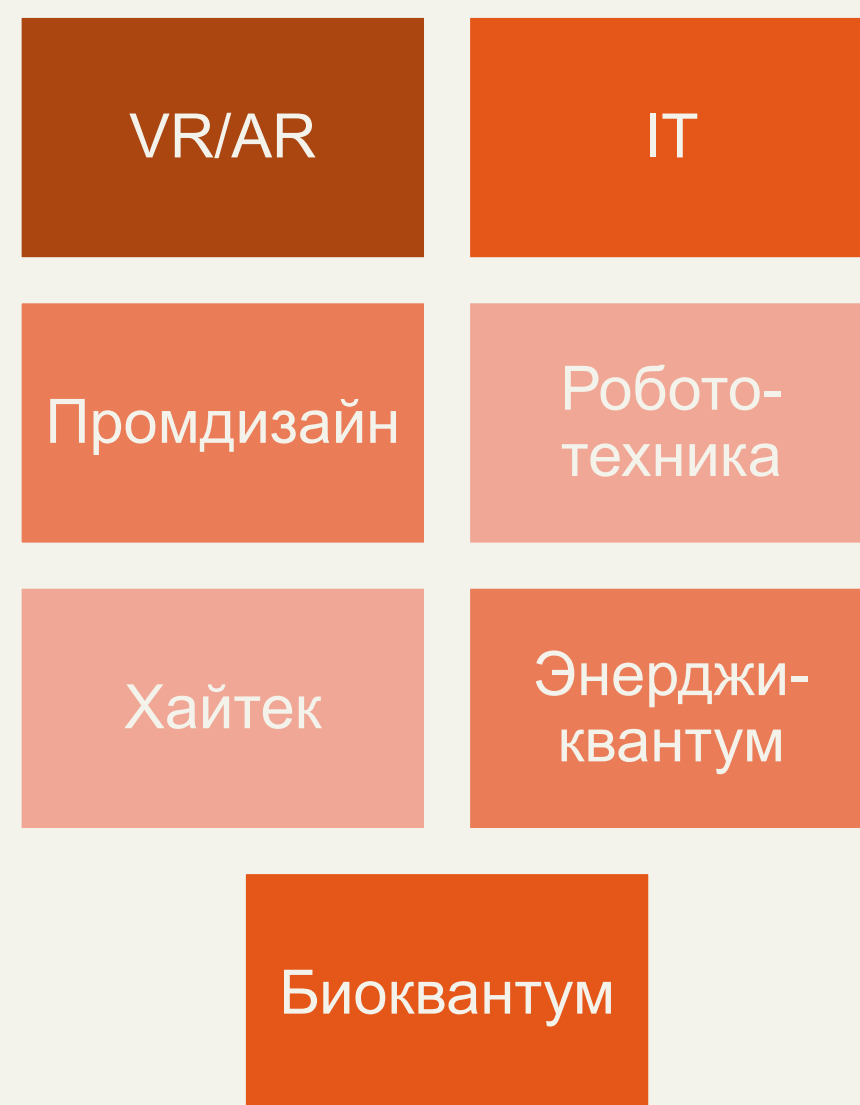 VR/AR
IT
Промдизайн
Робото-
техника
Хайтек
Энерджи-
квантум
Биоквантум